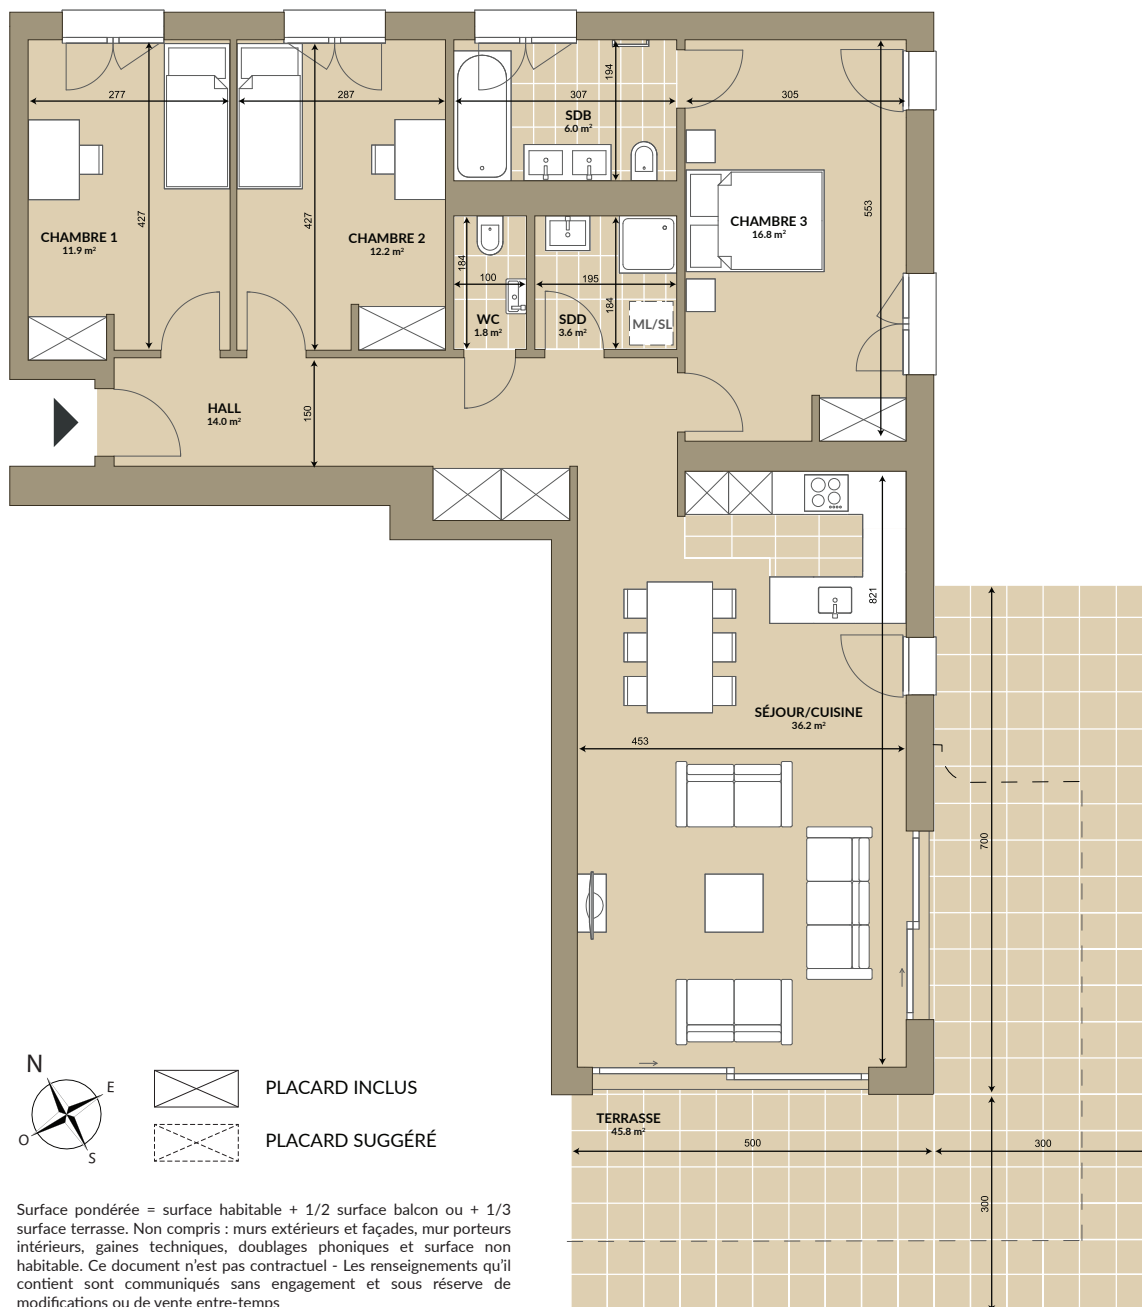 277
287
307
194
305
SDB
6.0 m²
427
427
553
CHAMBRE 1
11.9 m²
CHAMBRE 2
12.2 m²
CHAMBRE 3
16.8 m²
184
100
195
184
WC
1.8 m²
SDD
3.6 m²
ML/SL
HALL
14.0 m²
150
821
SÉJOUR/CUISINE
36.2 m²
453
700
N
E
O
S
PLACARD INCLUS
PLACARD SUGGÉRÉ
TERRASSE
45.8 m²
500
300
300
Surface pondérée = surface habitable + 1/2 surface balcon ou + 1/3
surface terrasse. Non compris : murs extérieurs et façades, mur porteurs
intérieurs, gaines techniques, doublages phoniques et surface non
habitable. Ce document n'est pas contractuel - Les renseignements qu'il
contient sont communiqués sans engagement et sous réserve de
modifications ou de vente entre-temps